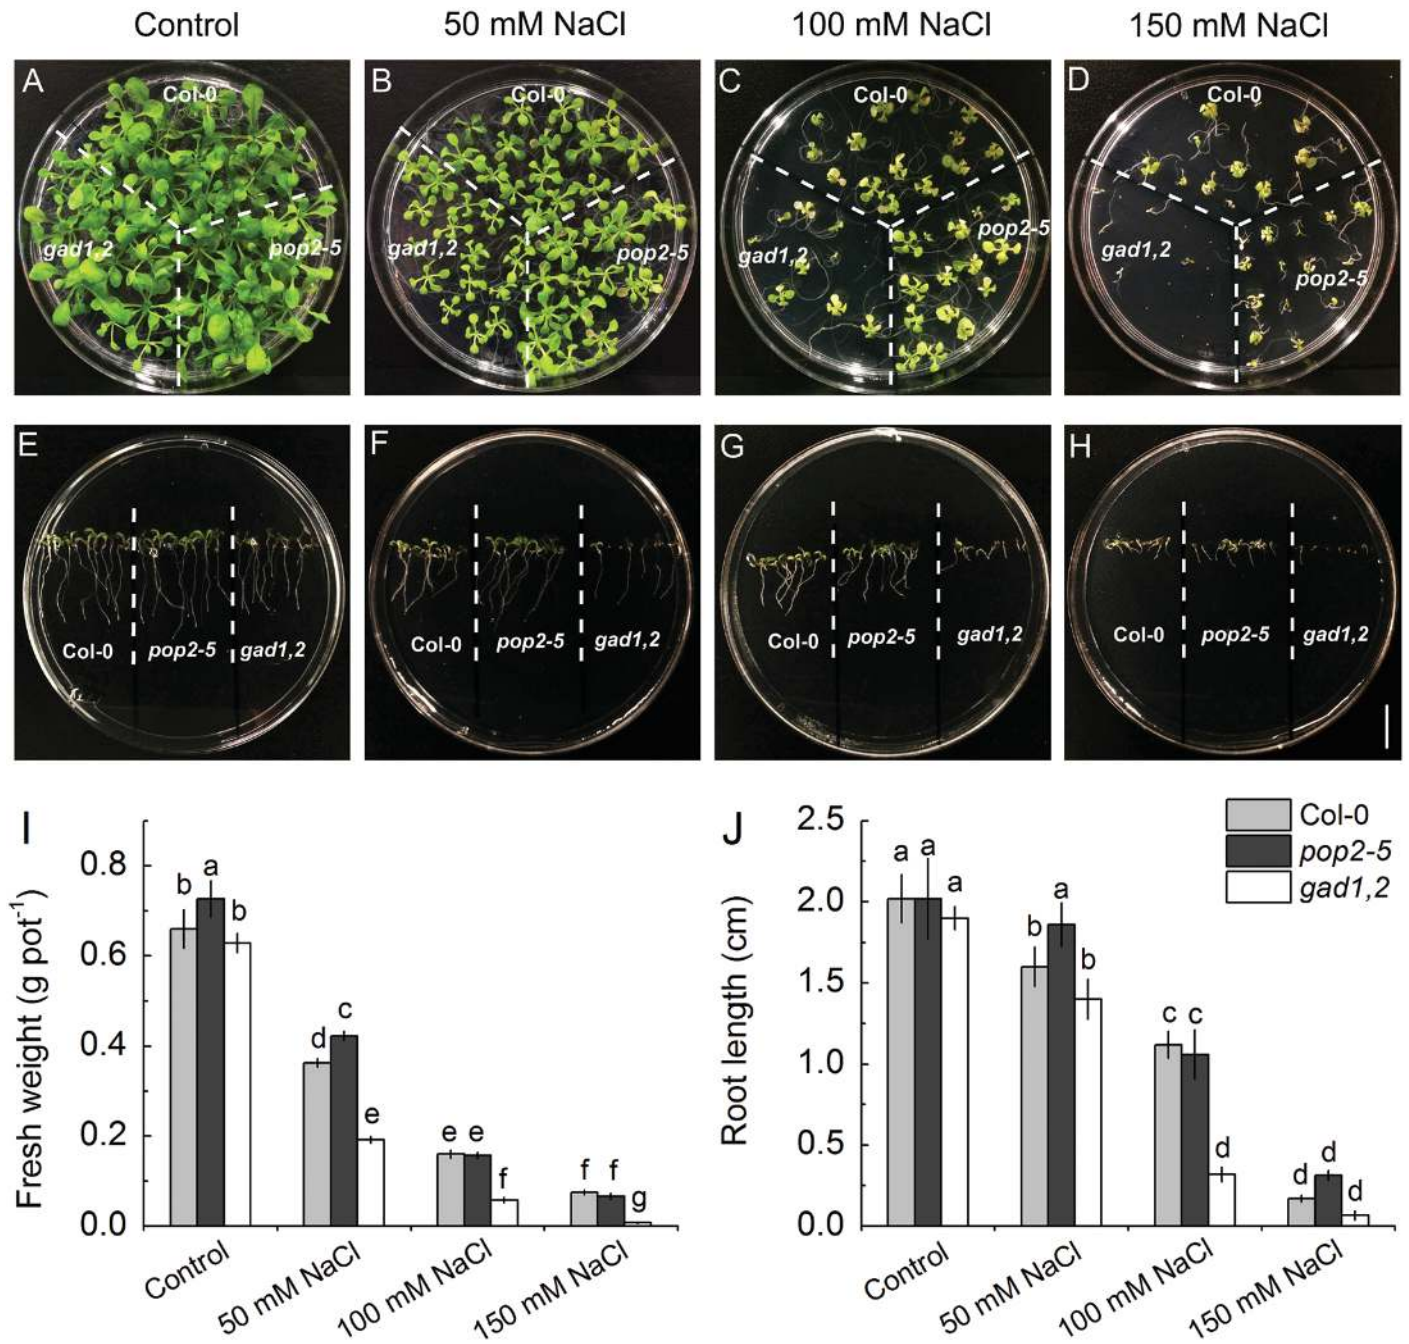 Control 50 mM NaCl 100 mM NaCl 150 mM NaCl
A Col-0 gad1,2 pop2-5
B Col-0 gad1,2 pop2-5
C Col-0 gad1,2 pop2-5
D Col-0 gad1,2 pop2-5
E Col-0 pop2-5 gad1,2
F Col-0 pop2-5 gad1,2
G Col-0 pop2-5 gad1,2
H Col-0 pop2-5 gad1,2
I
Fresh weight (g pot⁻¹)
0.8
0.6
0.4
0.2
0.0
b a b
d c e
e e f
f f g
Control
50 mM NaCl
100 mM NaCl
150 mM NaCl
J
Root length (cm)
2.5
2.0
1.5
1.0
0.5
0.0
a a a
b a b
c c d
d d d
Control
50 mM NaCl
100 mM NaCl
150 mM NaCl
Col-0
pop2-5
gad1,2